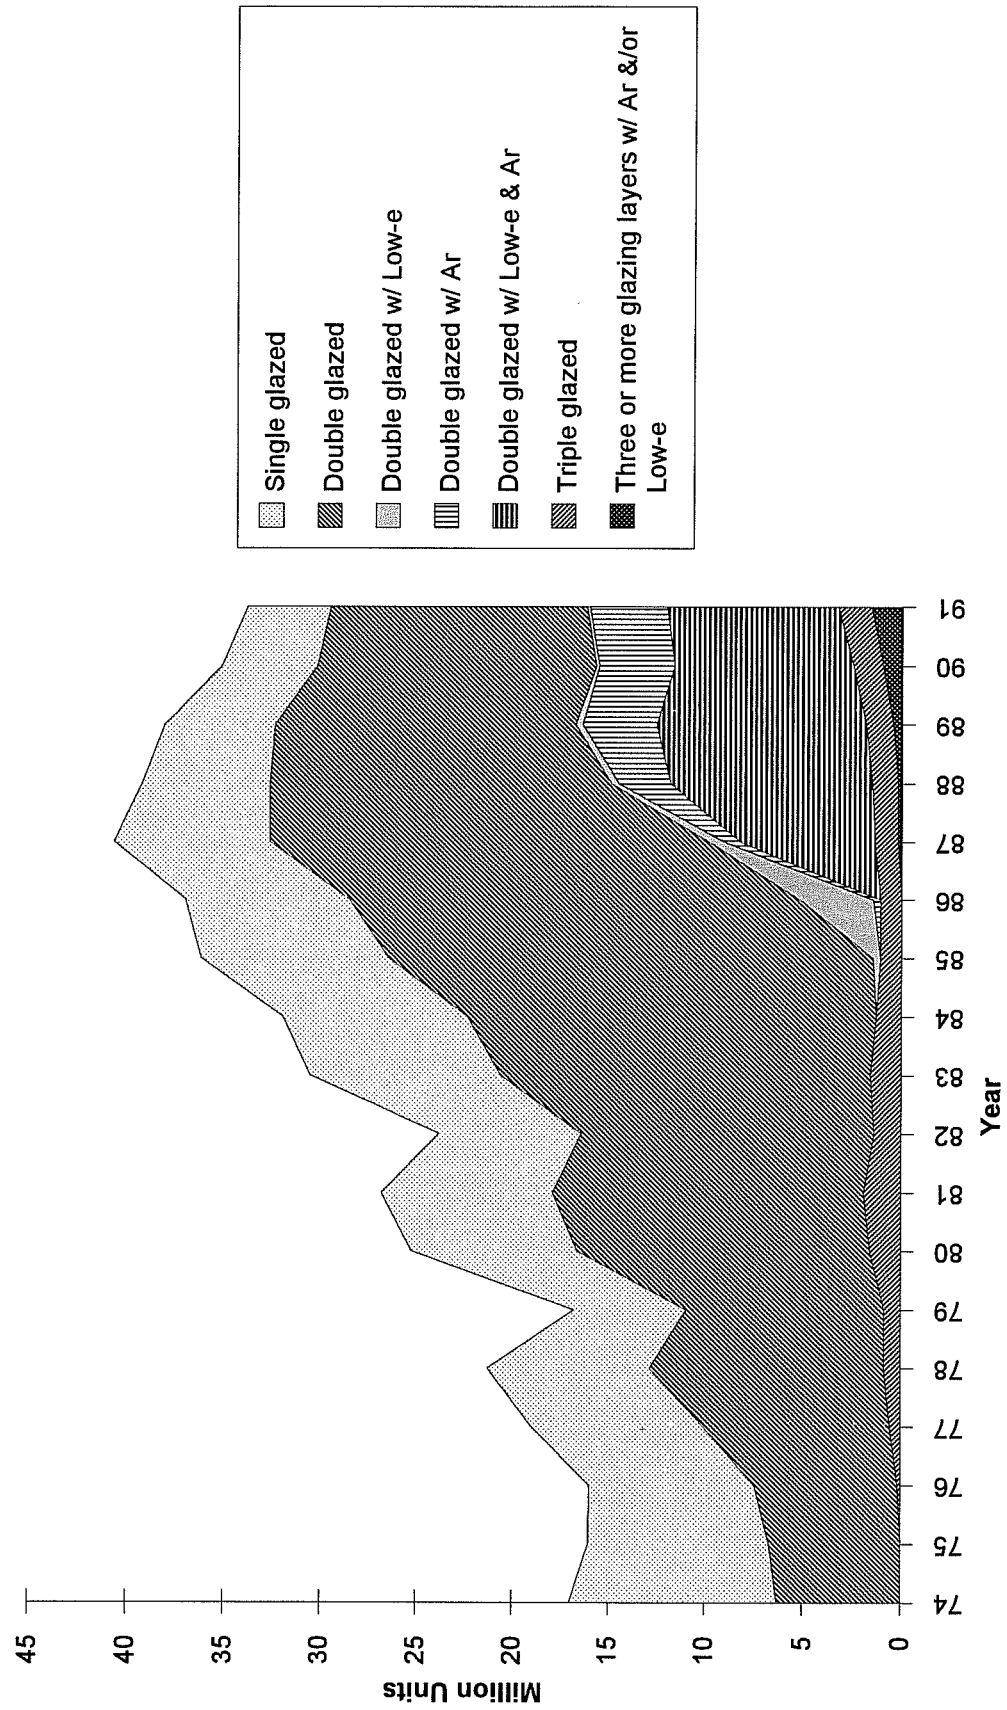 45
40
35
30
25
20
15
10
5
0
Million Units
74
75
76
77
78
79
80
81
82
83
84
85
86
87
88
89
90
91
Year
Single glazed
Double glazed
Double glazed w/ Low-e
Double glazed w/ Ar
Double glazed w/ Low-e & Ar
Triple glazed
Three or more glazing layers w/ Ar &/or
Low-e